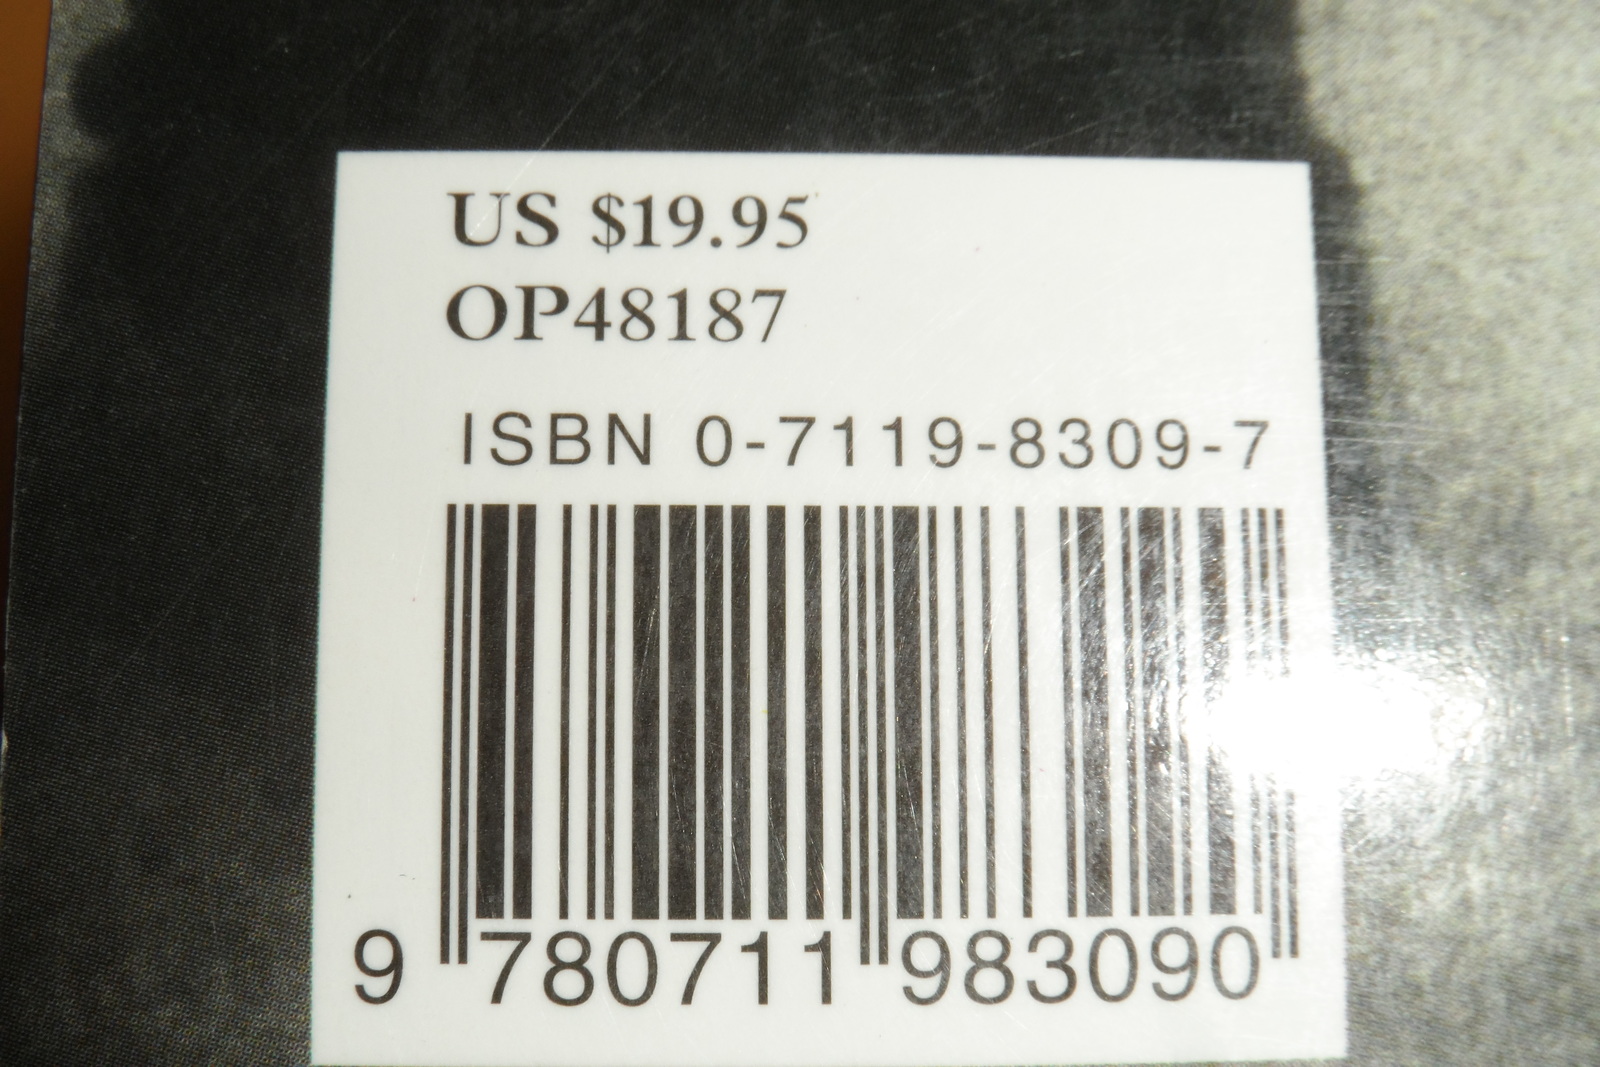 US $19.95
OP48187
ISBN 0-7119-8309-7
9 780711 983090